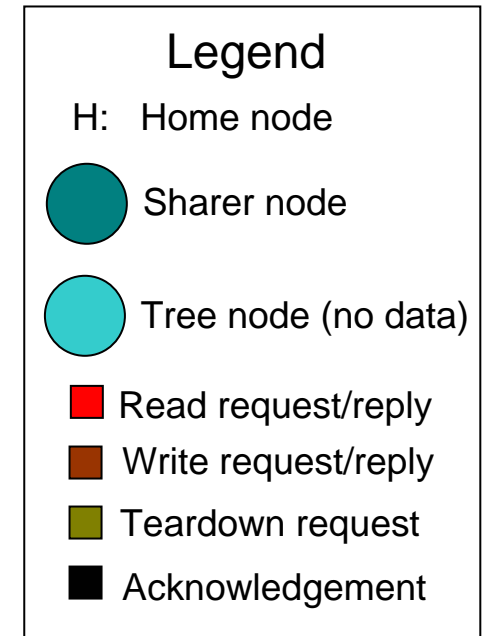 Legend
H: Home node
Sharer node
Tree node (no data)
Read request/reply
Write request/reply
Teardown request
Acknowledgement